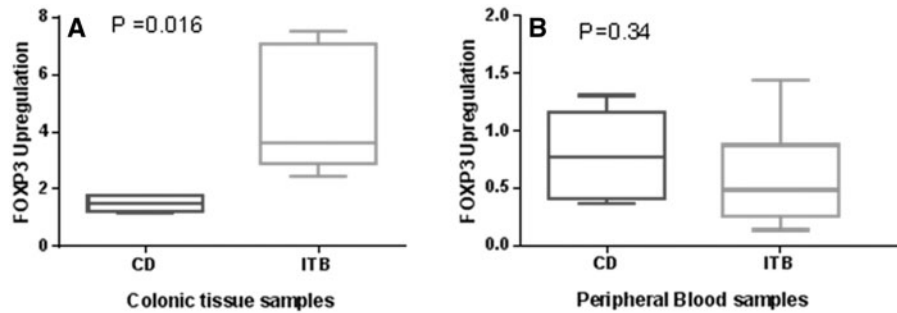 A P =0.016
FOXP3 Upregulation
8
6
4
2
0
CD ITB
Colonic tissue samples
B P=0.34
FOXP3 Upregulation
2.0
1.5
1.0
0.5
0.0
CD ITB
Peripheral Blood samples